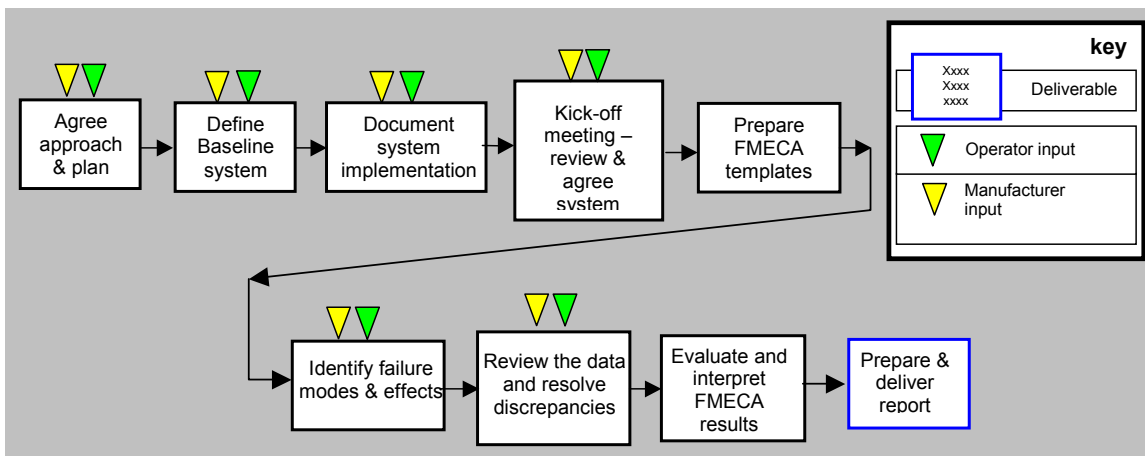 Agree
approach
& plan
Define
Baseline
system
Document
system
implementation
Kick-off
meeting –
review &
agree
system
Prepare
FMECA
templates
key
Xxxx
Xxxx
xxxx
Deliverable
Operator input
Manufacturer
input
Identify failure
modes & effects
Review the data
and resolve
discrepancies
Evaluate and
interpret
FMECA
results
Prepare &
deliver
report